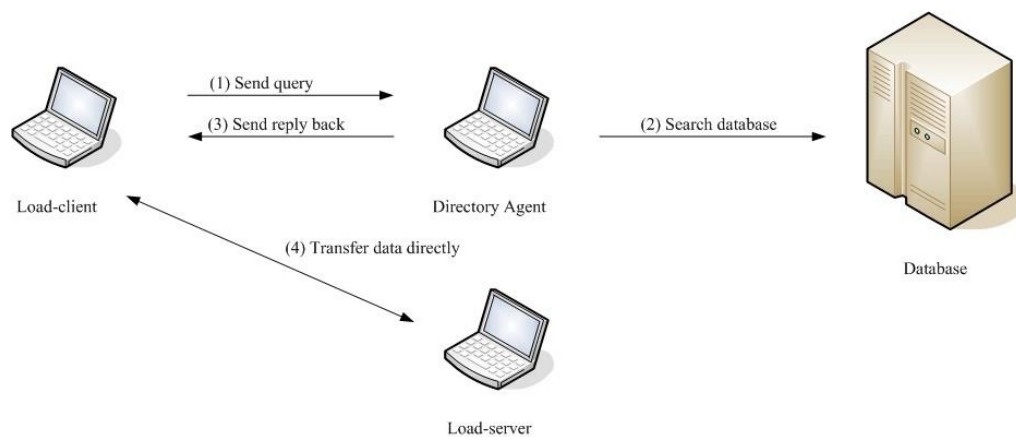 (1) Send query
(3) Send reply back
(2) Search database
Load-client
Directory Agent
(4) Transfer data directly
Database
Load-server